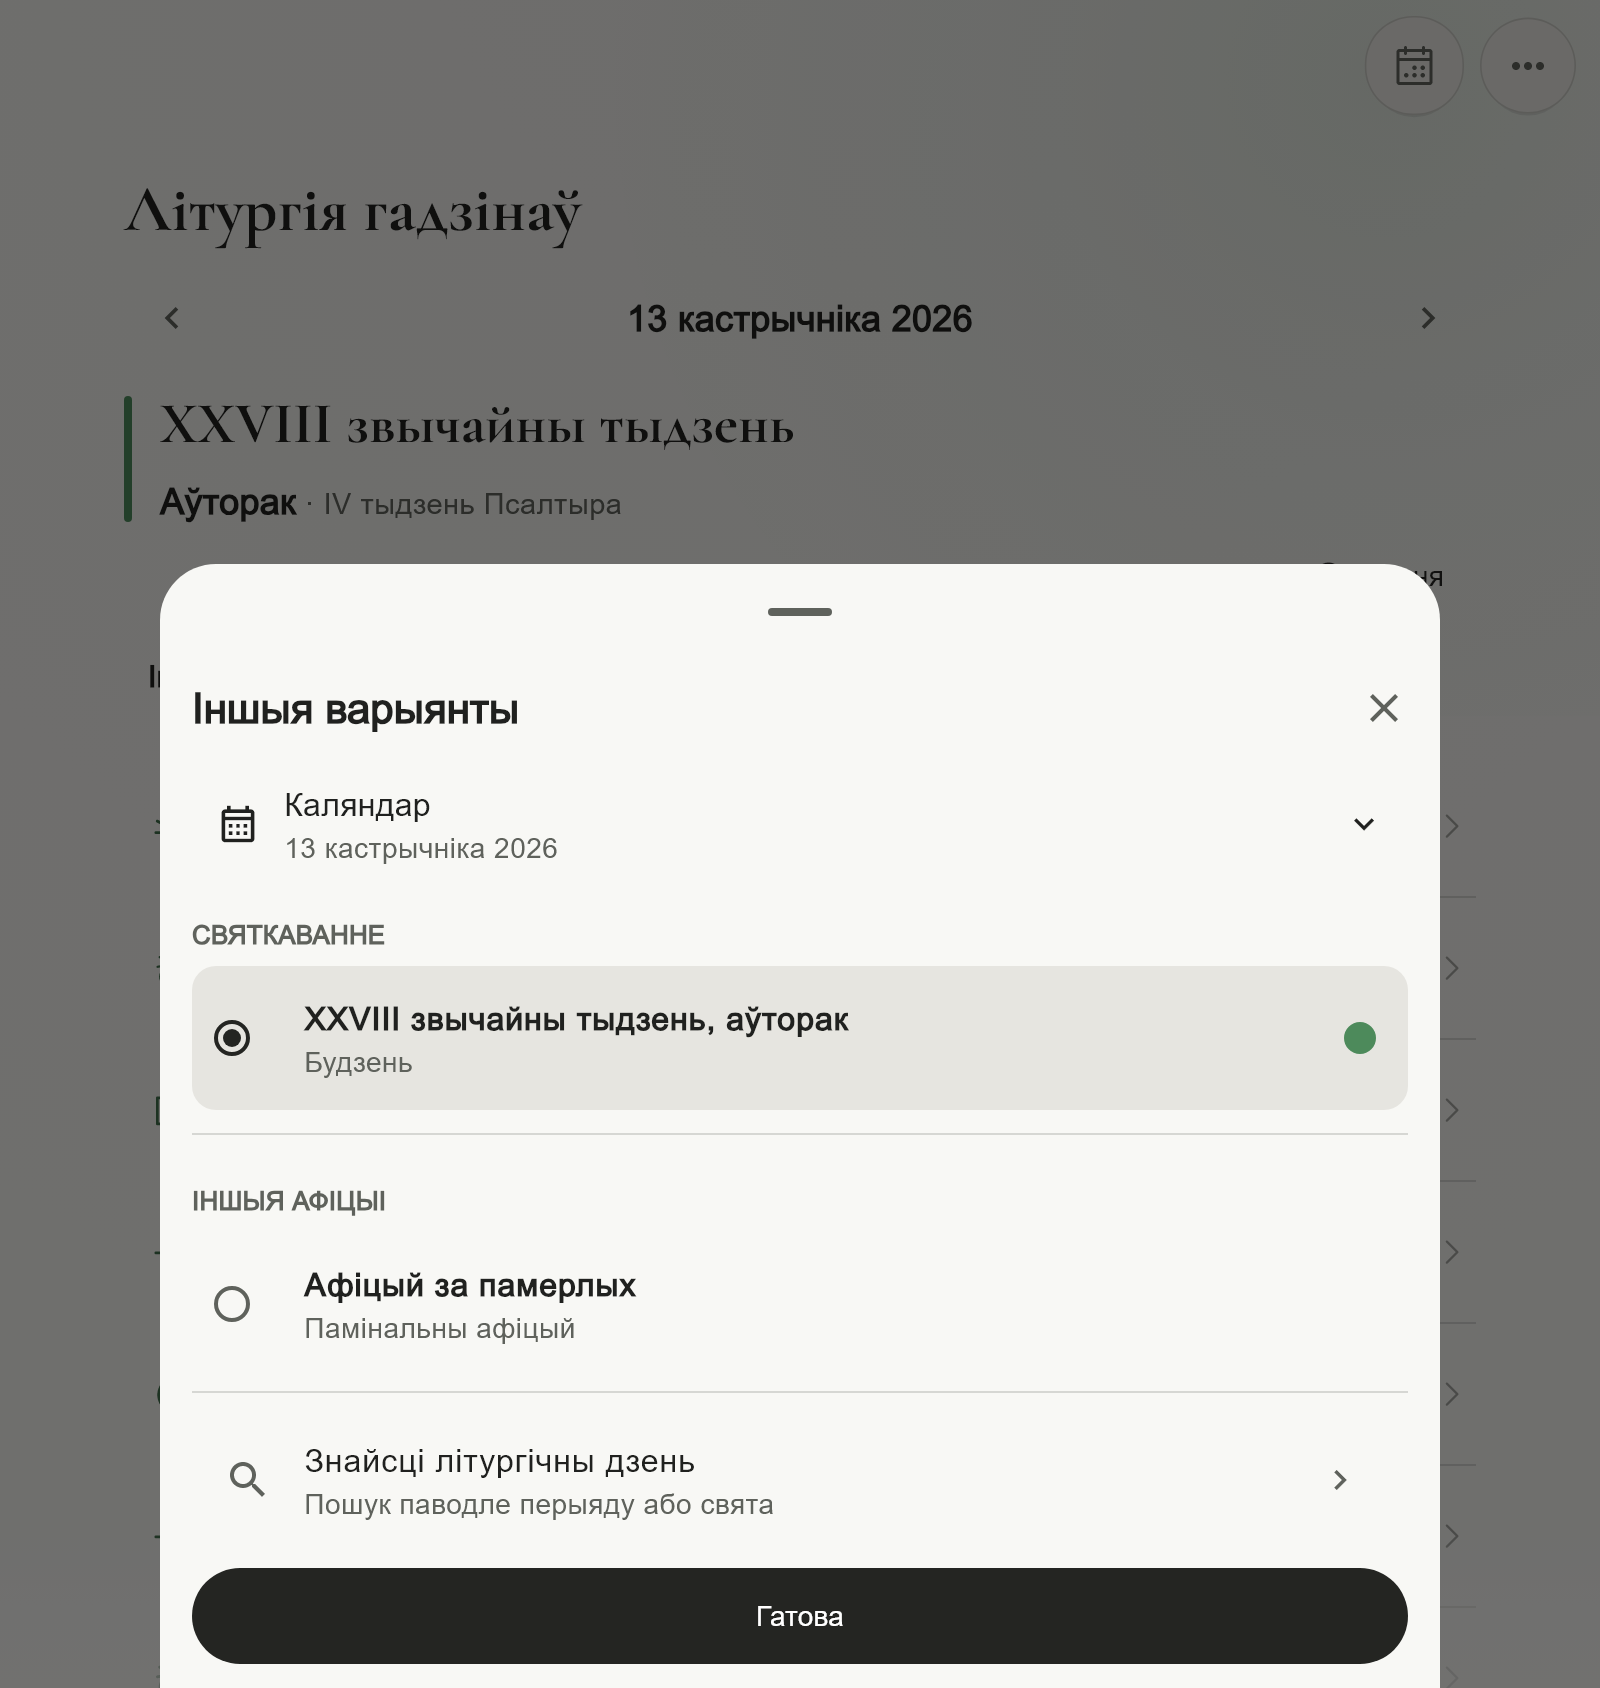 Літургія гадзінаў
13 кастрычніка 2026
XXVIII звычайны тыдзень
Аўторак · IV тыдзень Псалтыра
Іншыя варыянты
Каляндар
13 кастрычніка 2026
СВЯТКАВАННЕ
XXVIII звычайны тыдзень, аўторак
Будзень
ІНШЫЯ АФІЦЫІ
Афіцый за памерлых
Памінальны афіцый
Знайсці літургічны дзень
Пошук паводле перыяду або свята
Гатова